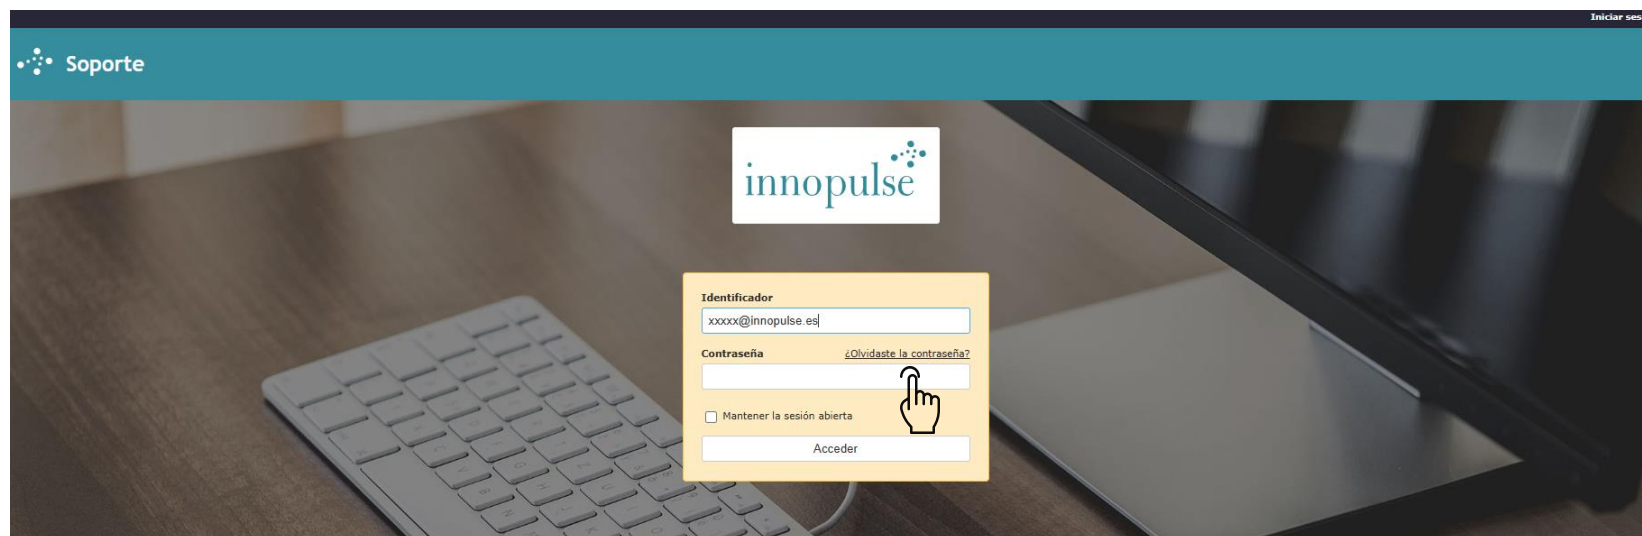 Iniciar ses
Soporte
innopulse
Identificador
xxxxx@innopulse.es
Contraseña ¿Olvidaste la contraseña?
Mantener la sesión abierta
Acceder